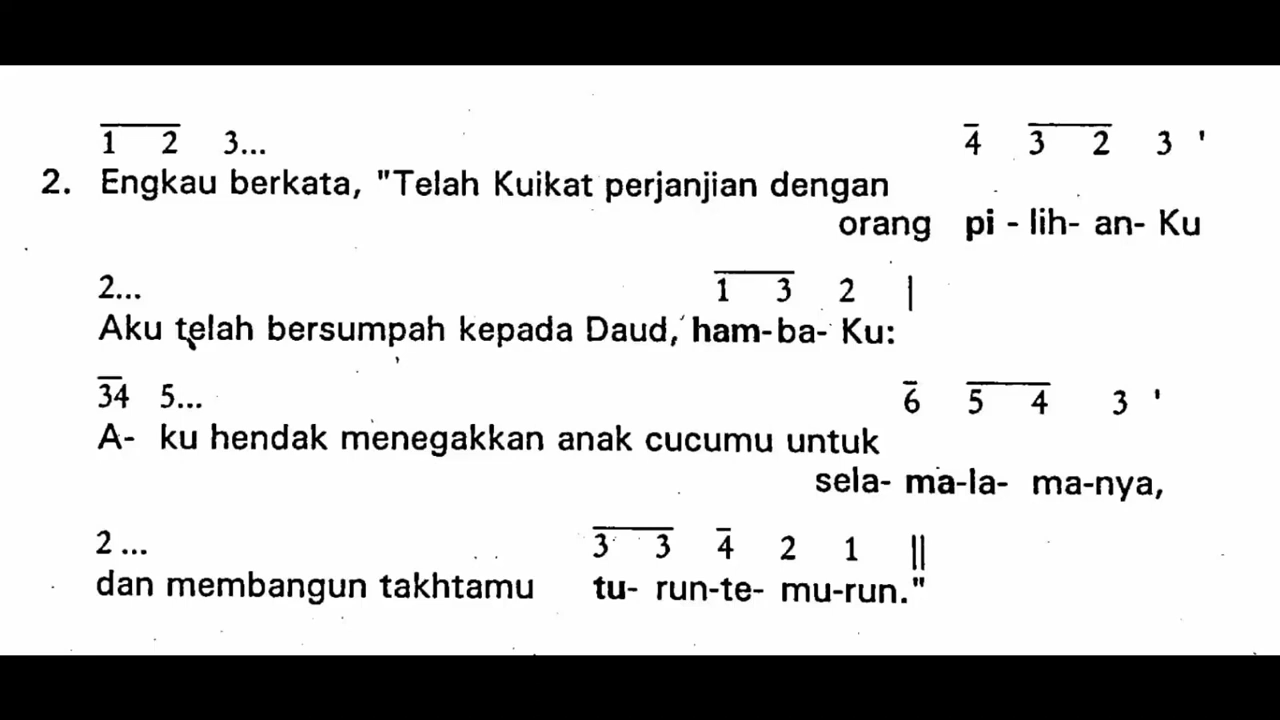 1 2 3... 4 3 2 3 '
2. Engkau berkata, "Telah Kuikat perjanjian dengan
orang pi - lih- an- Ku
2... 1 3 2 |
Aku telah bersumpah kepada Daud, ham-ba- Ku:
34 5... 6 5 4 3 '
A- ku hendak menegakkan anak cucumu untuk
sela- ma-la- ma-nya,
2 ... 3 3 4 2 1 ||
dan membangun takhtamu tu- run-te- mu-run."